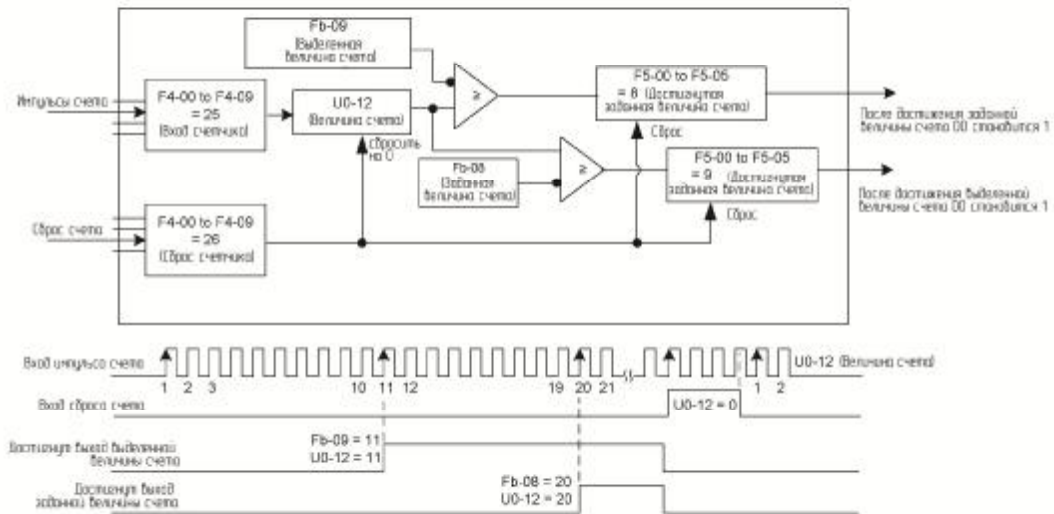 Fb-09
(Выделенная
величина счета)
Импульсы счета
F4-00 to F4-09
= 25
(Вход счетчика)
U0-12
(Величина счета)
F5-00 to F5-05
= 8 (Достигнутая
заданная величина счета)
После достижения заданной
величины счета DO становится 1
сбросить
на 0
Сброс
Fb-08
(Заданная
величина счета)
F5-00 to F5-05
= 9 (Достигнутая
заданная величина счета)
После достижения выделенной
величины счета DO становится 1
Сброс счета
F4-00 to F4-09
= 26
(Сброс счетчика)
Сброс
Вход импульса счета
U0-12 (Величина счета)
1 2 3 10 11 12 19 20 21 1 2
Вход сброса счета
U0-12 = 0
Достигнут выход выделенной
величины счета
Fb-09 = 11
U0-12 = 11
Достигнут выход
заданной величины счета
Fb-08 = 20
U0-12 = 20